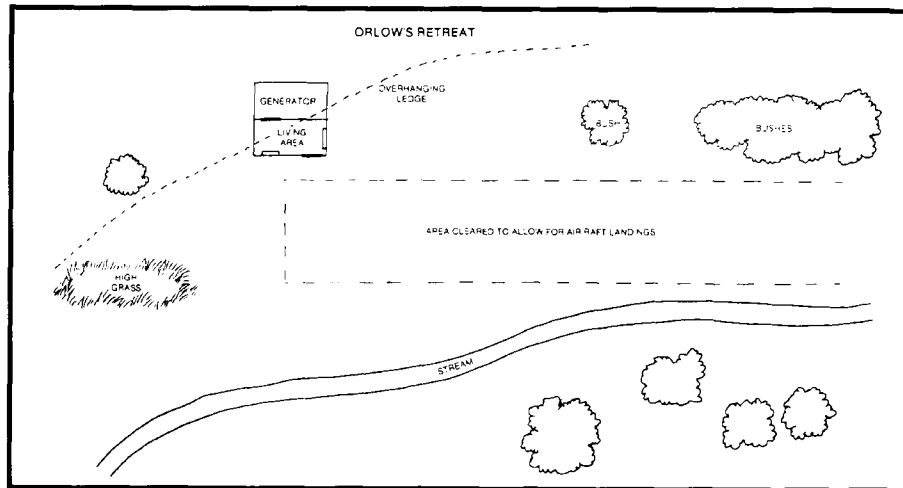 ORLOW'S RETREAT
OVERHANGING
LEDGE
GENERATOR
LIVING
AREA
BUSH
BUSHES
AREA CLEARED TO ALLOW FOR AIR RAFT LANDINGS
HIGH
GRASS
STREAM